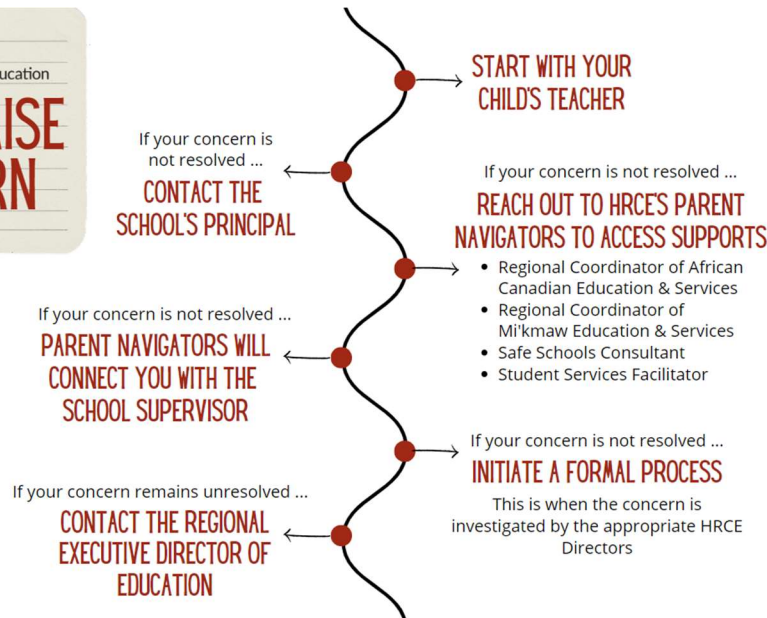 START WITH YOUR
CHILD'S TEACHER
If your concern is
not resolved ...
CONTACT THE
SCHOOL'S PRINCIPAL
If your concern is not resolved ...
REACH OUT TO HRCE'S PARENT
NAVIGATORS TO ACCESS SUPPORTS
• Regional Coordinator of African
Canadian Education & Services
• Regional Coordinator of
Mi'kmaw Education & Services
• Safe Schools Consultant
• Student Services Facilitator
If your concern is not resolved ...
PARENT NAVIGATORS WILL
CONNECT YOU WITH THE
SCHOOL SUPERVISOR
If your concern is not resolved ...
INITIATE A FORMAL PROCESS
This is when the concern is
investigated by the appropriate HRCE
Directors
If your concern remains unresolved ...
CONTACT THE REGIONAL
EXECUTIVE DIRECTOR OF
EDUCATION